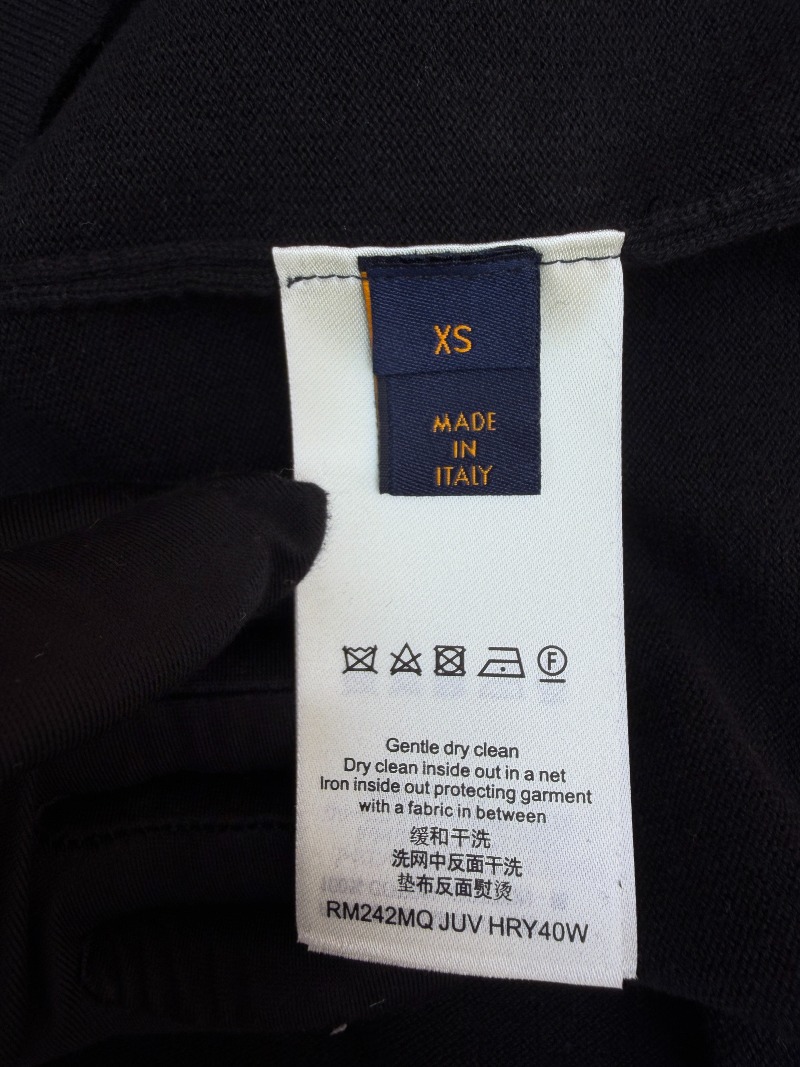 XS
MADE
IN
ITALY
F
Gentle dry clean
Dry clean inside out in a net
Iron inside out protecting garment
with a fabric in between
缓和干洗
洗网中反面干洗
垫布反面熨烫
RM242MQ JUV HRY40W